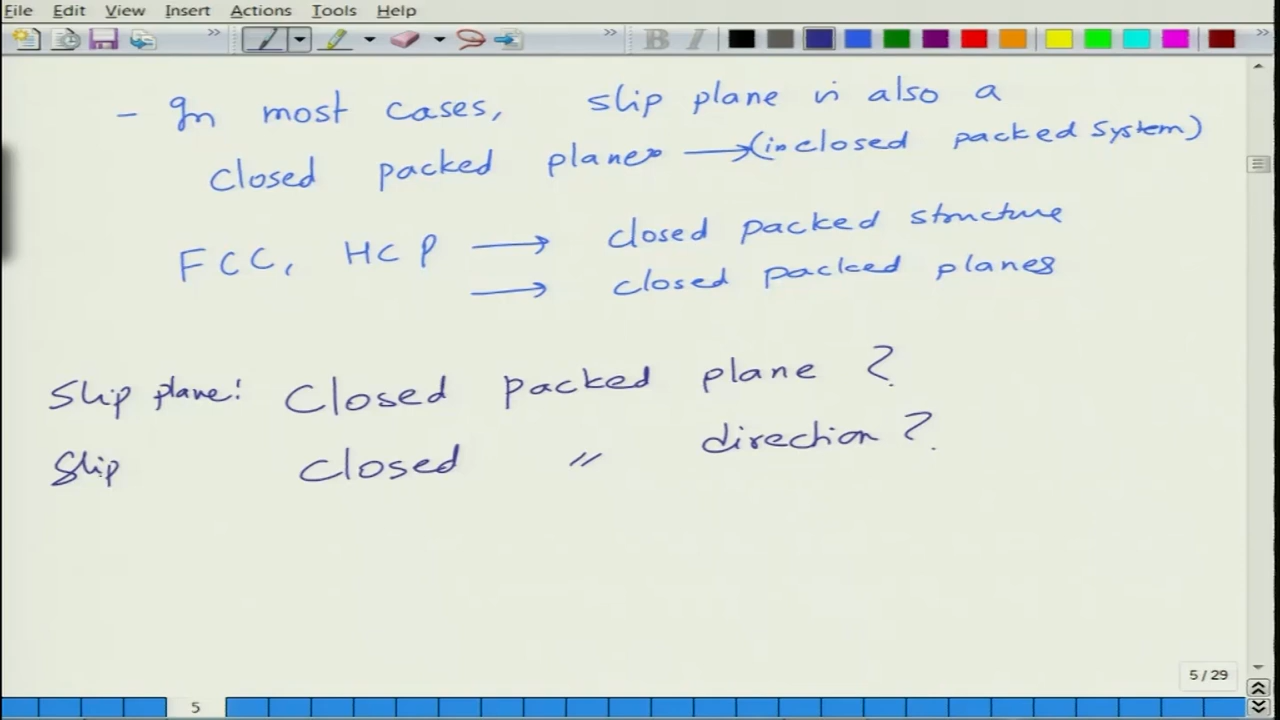 File Edit View Insert Actions Tools Help
- In most cases, slip plane is also a
closed packed planes → (in closed packed system)
FCC, HCP → closed packed structure
→ closed packed planes
Slip plane: Closed packed plane ?
Slip closed " direction ?
5 / 29
5